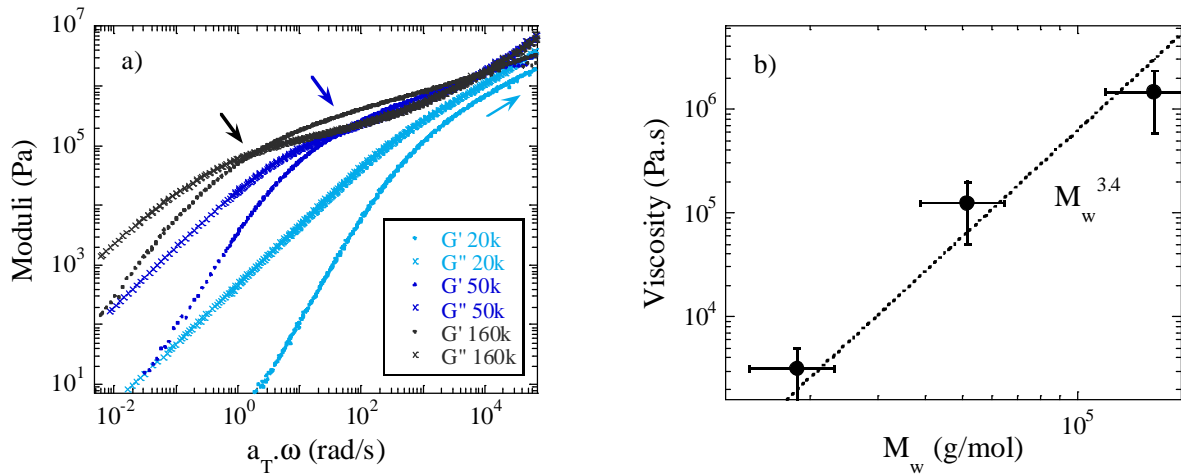 a)
Moduli (Pa)
10^7
10^5
10^3
10^1
G' 20k
G'' 20k
G' 50k
G'' 50k
G' 160k
G'' 160k
10^-2
10^0
10^2
10^4
a_T.ω (rad/s)
b)
Viscosity (Pa.s)
10^6
10^5
10^4
M_w^3.4
10^5
M_w (g/mol)